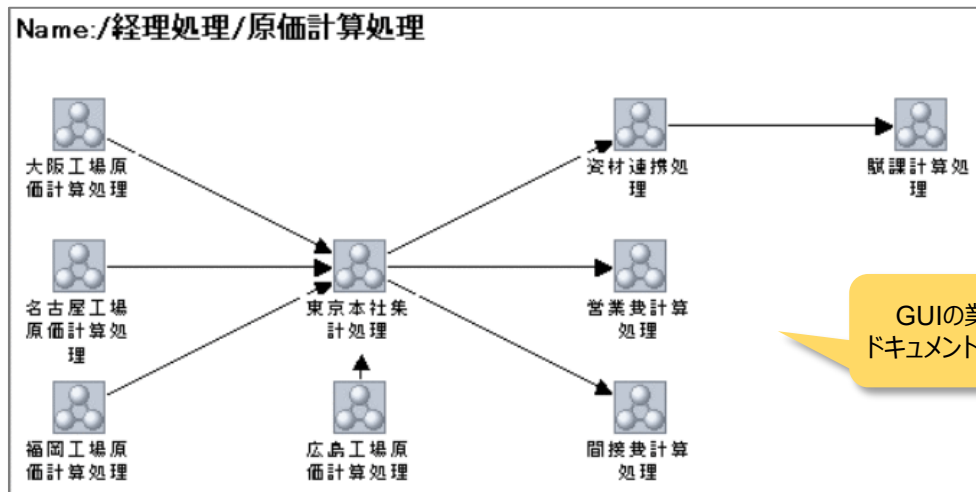 Name:/経理処理/原価計算処理
大阪工場原
価計算処理
資材連携処
理
賦課計算処
理
名古屋工場
原価計算処
理
東京本社集
計処理
営業費計算
処理
GUIの業
ドキュメント
福岡工場原
価計算処理
広島工場原
価計算処理
間接費計算
処理